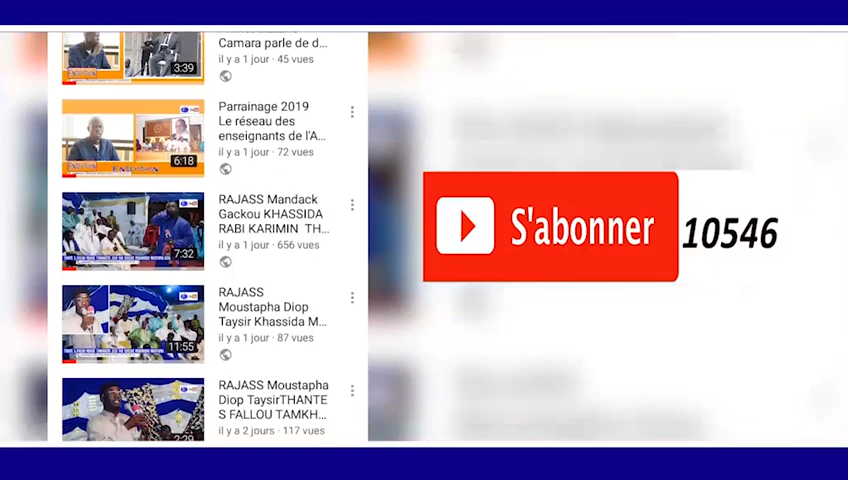 Camara parle de d...
il y a 1 jour · 45 vues
3:39
Parrainage 2019
Le réseau des
enseignants de l'A...
il y a 1 jour · 72 vues
6:18
RAJASS Mandack
Gackou KHASSIDA
RABI KARIMIN TH...
il y a 1 jour · 656 vues
7:32
RAJASS
Moustapha Diop
Taysir Khassida M...
il y a 1 jour · 87 vues
11:55
RAJASS Moustapha
Diop TaysirTHANTE
S FALLOU TAMKH...
il y a 2 jours · 117 vues
2:29
S'abonner
10546